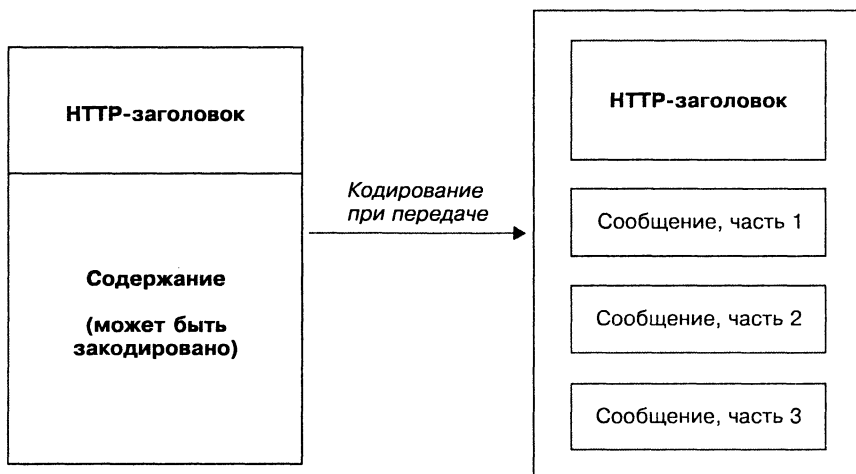 HTTP-заголовок
Содержание
(может быть
закодировано)
Кодирование
при передаче
HTTP-заголовок
Сообщение, часть 1
Сообщение, часть 2
Сообщение, часть 3